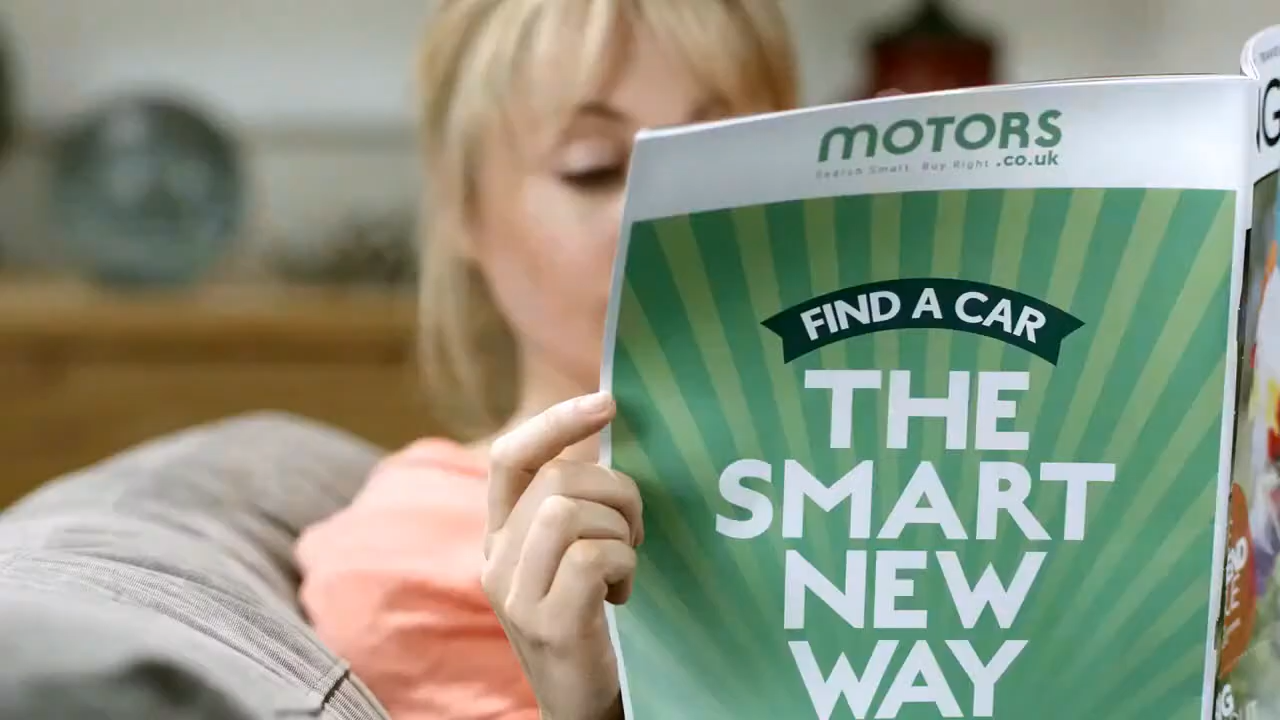 MOTORS
Search Smart. Buy Right .co.uk
FIND A CAR
THE
SMART
NEW
WAY